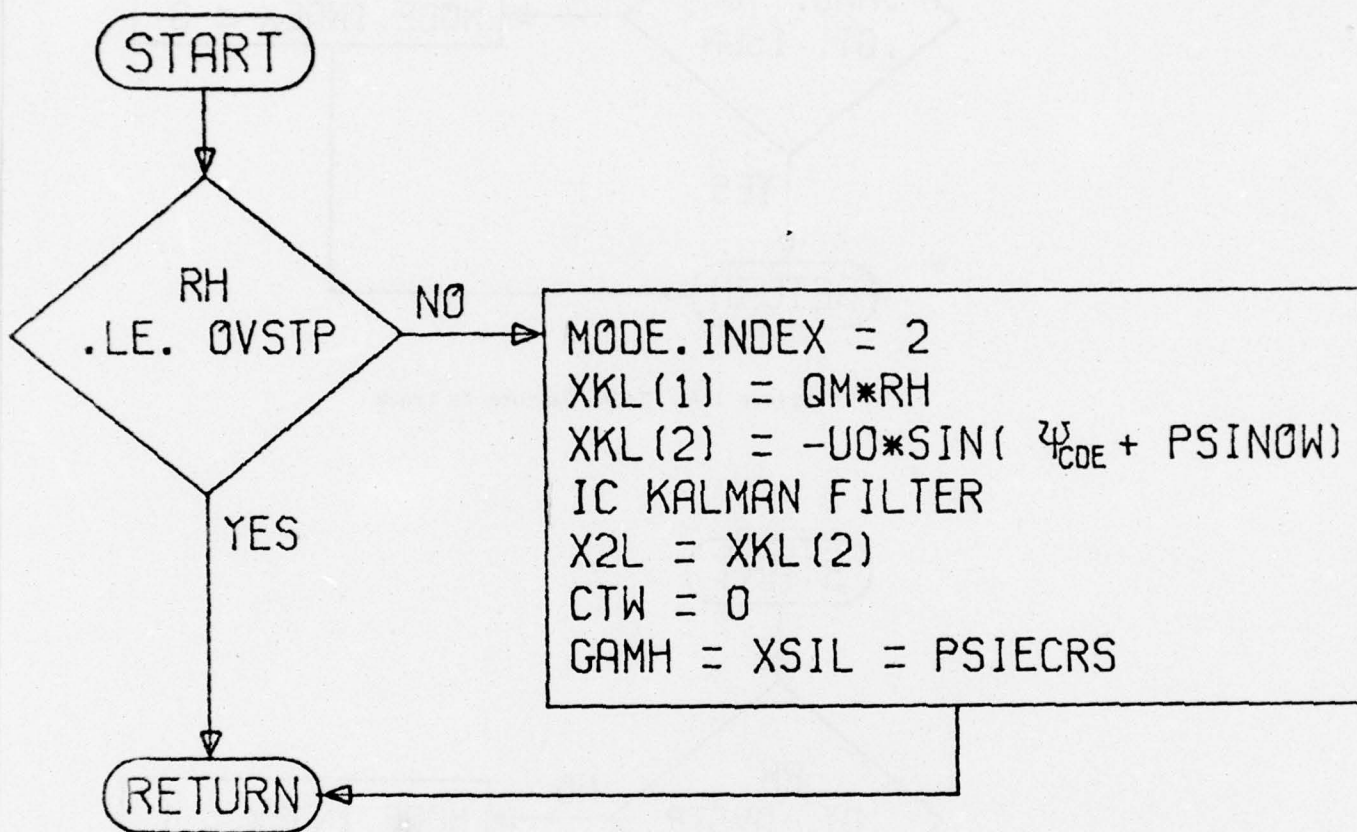 START
RH
.LE. OVSTP
NO
MODE.INDEX = 2
XKL(1) = QM*RH
XKL(2) = -UO*SIN( Ψ_CDE + PSINOW)
IC KALMAN FILTER
X2L = XKL(2)
CTW = 0
GAMH = XSIL = PSIECRS
YES
RETURN